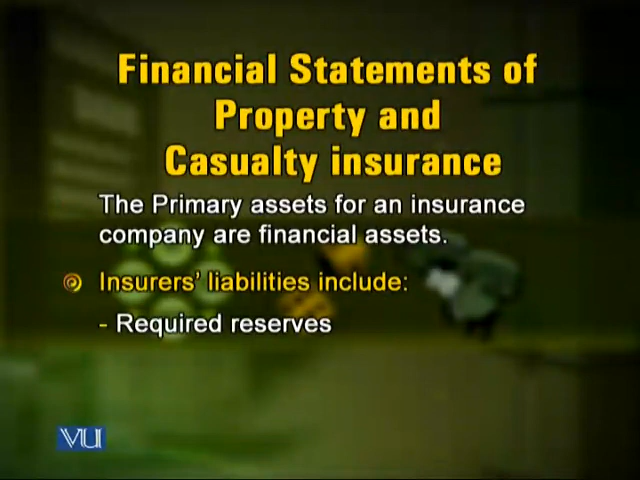 Financial Statements of
Property and
Casualty insurance
The Primary assets for an insurance
company are financial assets.
Insurers' liabilities include:
- Required reserves
VU